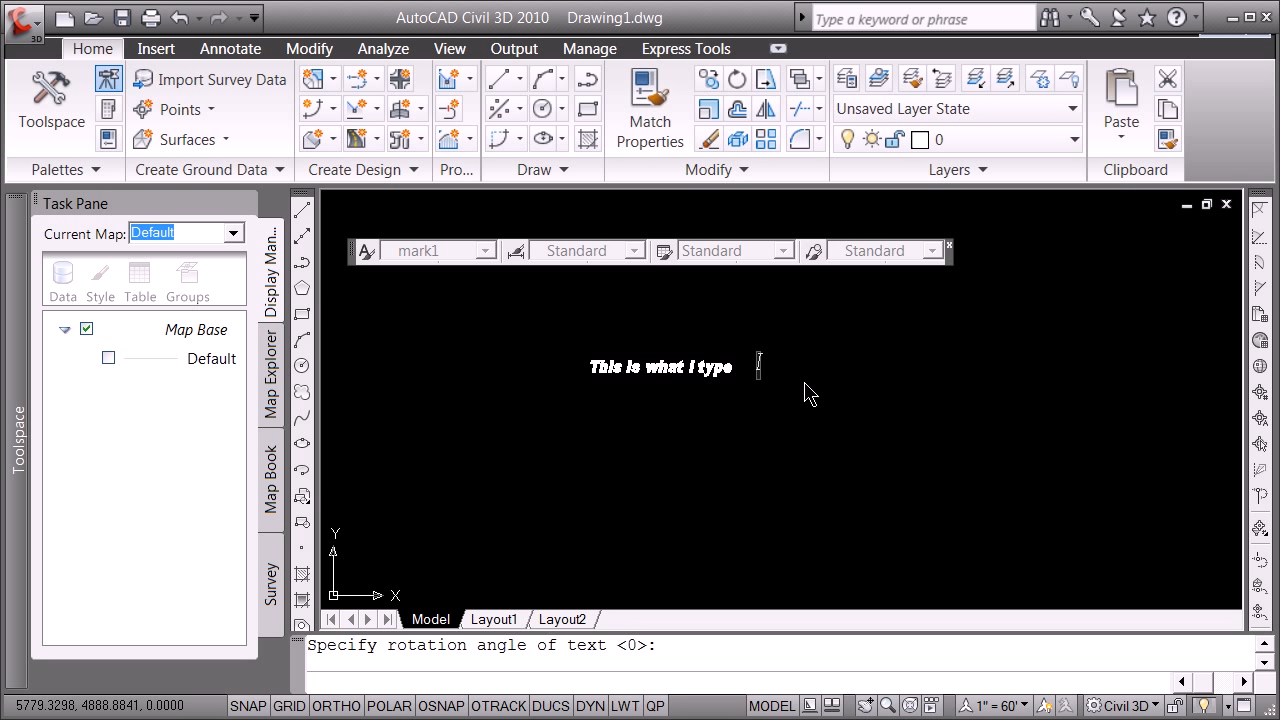 AutoCAD Civil 3D 2010 Drawing1.dwg
Type a keyword or phrase
3D
Home Insert Annotate Modify Analyze View Output Manage Express Tools
Toolspace
Import Survey Data
Points
Surfaces
Match Properties
Unsaved Layer State
0
Paste
Palettes Create Ground Data Create Design Pro... Draw Modify Layers Clipboard
Task Pane
Current Map: Default
Data Style Table Groups
Map Base
Default
Display Man...
Map Explorer
Map Book
Survey
Toolspace
mark1 Standard Standard Standard
This is what I type
Y
X
Model Layout1 Layout2
Specify rotation angle of text <0>:
5779.3298, 4888.8841, 0.0000 SNAP GRID ORTHO POLAR OSNAP OTRACK DUCS DYN LWT QP MODEL 1" = 60' Civil 3D